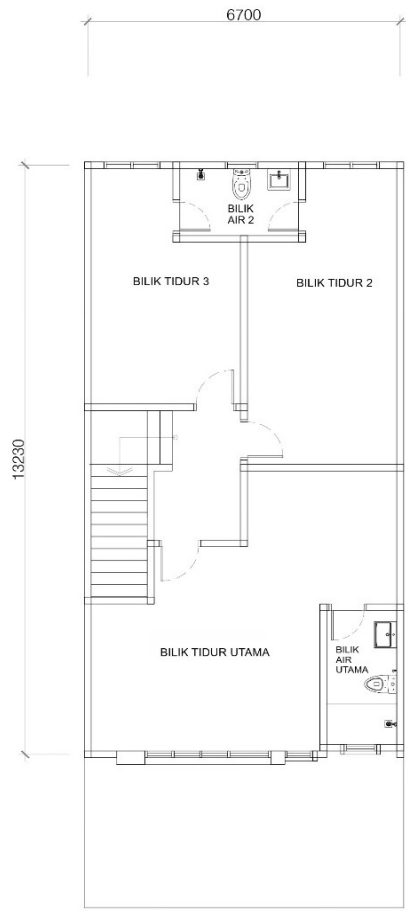 6700
BILIK
AIR 2
BILIK TIDUR 3
BILIK TIDUR 2
13230
BILIK TIDUR UTAMA
BILIK
AIR
UTAMA